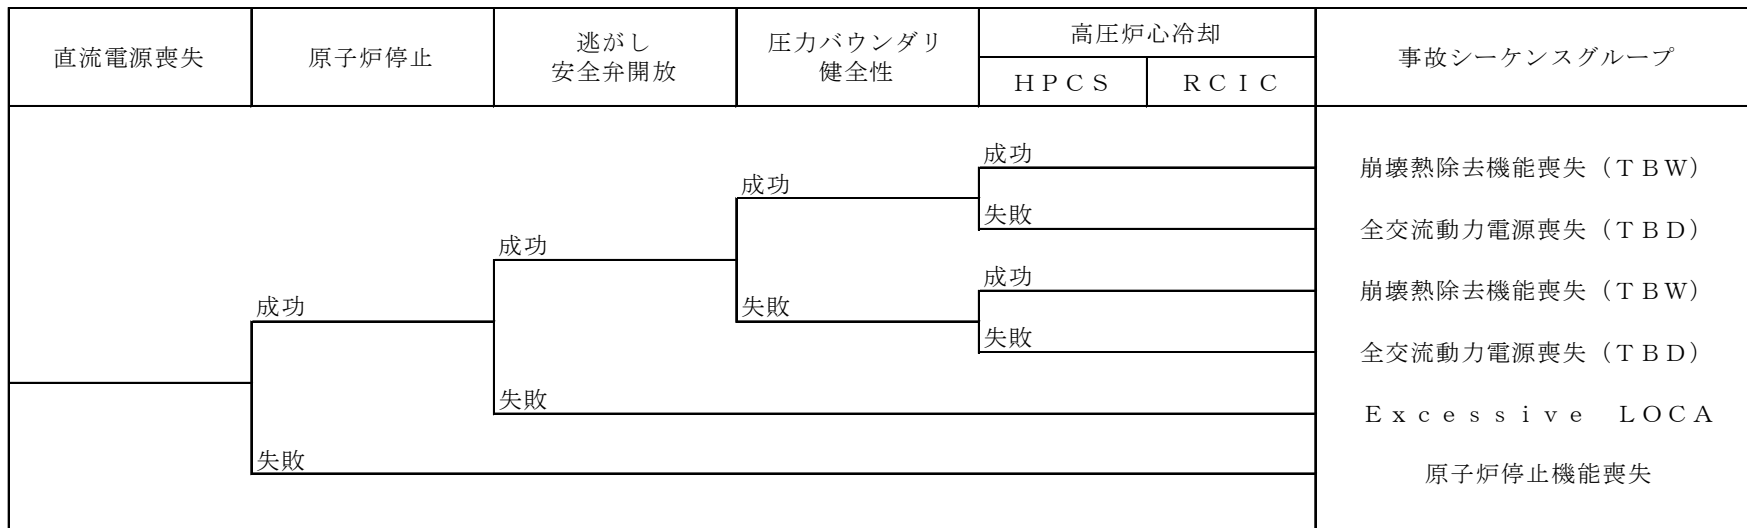 直流電源喪失
原子炉停止
逃がし
安全弁開放
圧力バウンダリ
健全性
高圧炉心冷却
ＨＰＣＳ
ＲＣＩＣ
事故シーケンスグループ
成功
崩壊熱除去機能喪失（ＴＢＷ）
成功
失敗
全交流動力電源喪失（ＴＢＤ）
成功
成功
崩壊熱除去機能喪失（ＴＢＷ）
成功
失敗
失敗
全交流動力電源喪失（ＴＢＤ）
失敗
Ｅｘｃｅｓｓｉｖｅ　ＬＯＣＡ
失敗
原子炉停止機能喪失